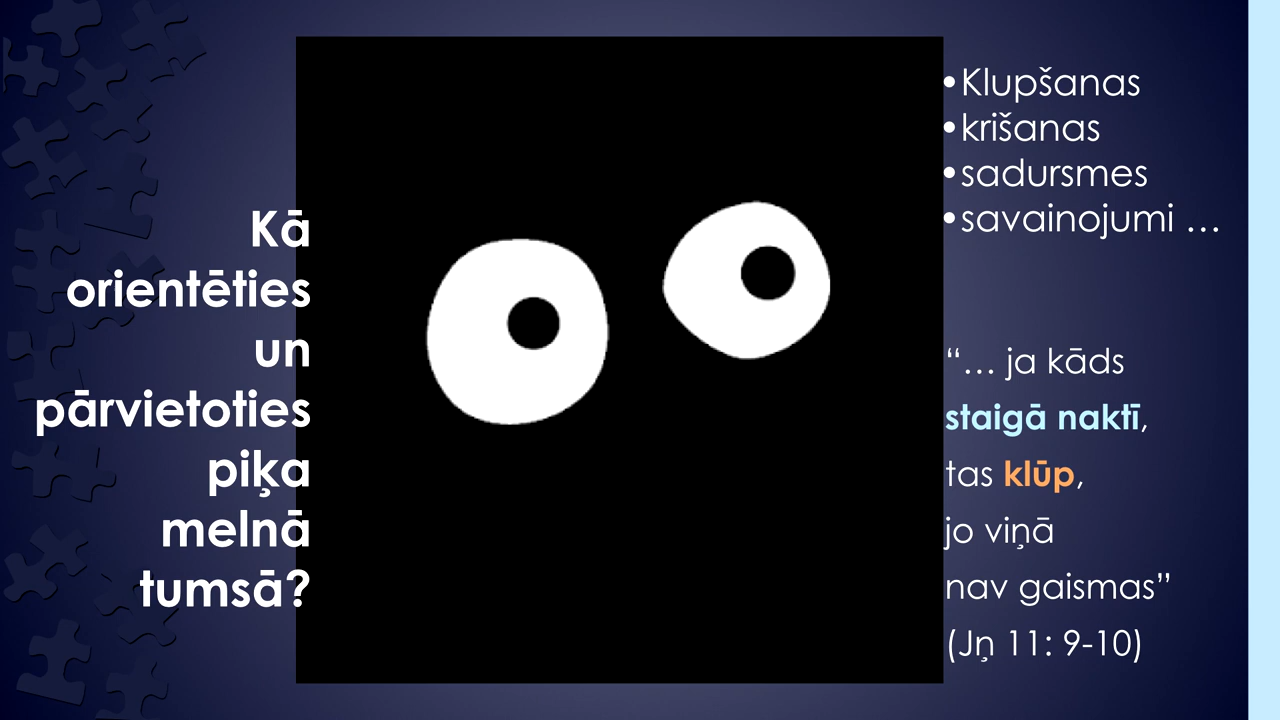 Kā
orientēties
un
pārvietoties
piķa
melnā
tumsā?
•Klupšanas
•krišanas
•sadursmes
•savainojumi …
“… ja kāds
staigā naktī,
tas klūp,
jo viņā
nav gaismas”
(Jņ 11: 9-10)